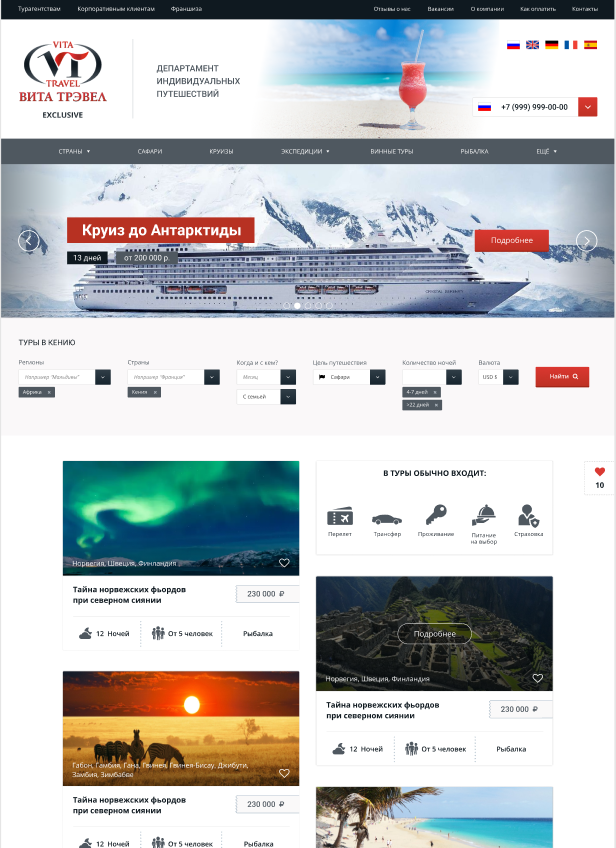 Турагентствам Корпоративным клиентам Франшиза Отзывы о нас Вакансии О компании Как оплатить Контакты
VITA
VT
TRAVEL
ВИТА ТРЭВЕЛ
EXCLUSIVE
ДЕПАРТАМЕНТ
ИНДИВИДУАЛЬНЫХ
ПУТЕШЕСТВИЙ
+7 (999) 999-00-00
СТРАНЫ САФАРИ КРУИЗЫ ЭКСПЕДИЦИИ ВИННЫЕ ТУРЫ РЫБАЛКА ЕЩЁ
Круиз до Антарктиды
13 дней от 200 000 р.
Подробнее
CRYSTAL SERENITY
ТУРЫ В КЕНИЮ
Регионы Страны Когда и с кем? Цель путешествия Количество ночей Валюта
Например "Мальдивы" Например "Франция" Месяц Сафари USD $ Найти
Африка × Кения × С семьей 4-7 дней ×
>22 дней ×
Норвегия, Швеция, Финландия
Тайна норвежских фьордов
при северном сиянии
230 000 ₽
12 Ночей От 5 человек Рыбалка
В ТУРЫ ОБЫЧНО ВХОДИТ:
Перелет Трансфер Проживание Питание
на выбор Страховка
10
Подробнее
Норвегия, Швеция, Финландия
Тайна норвежских фьордов
при северном сиянии
230 000 ₽
12 Ночей От 5 человек Рыбалка
Габон, Гамбия, Гана, Гвинея, Гвинея-Бисау, Джибути,
Замбия, Зимбабве
Тайна норвежских фьордов
при северном сиянии
230 000 ₽
12 Ночей От 5 человек Рыбалка